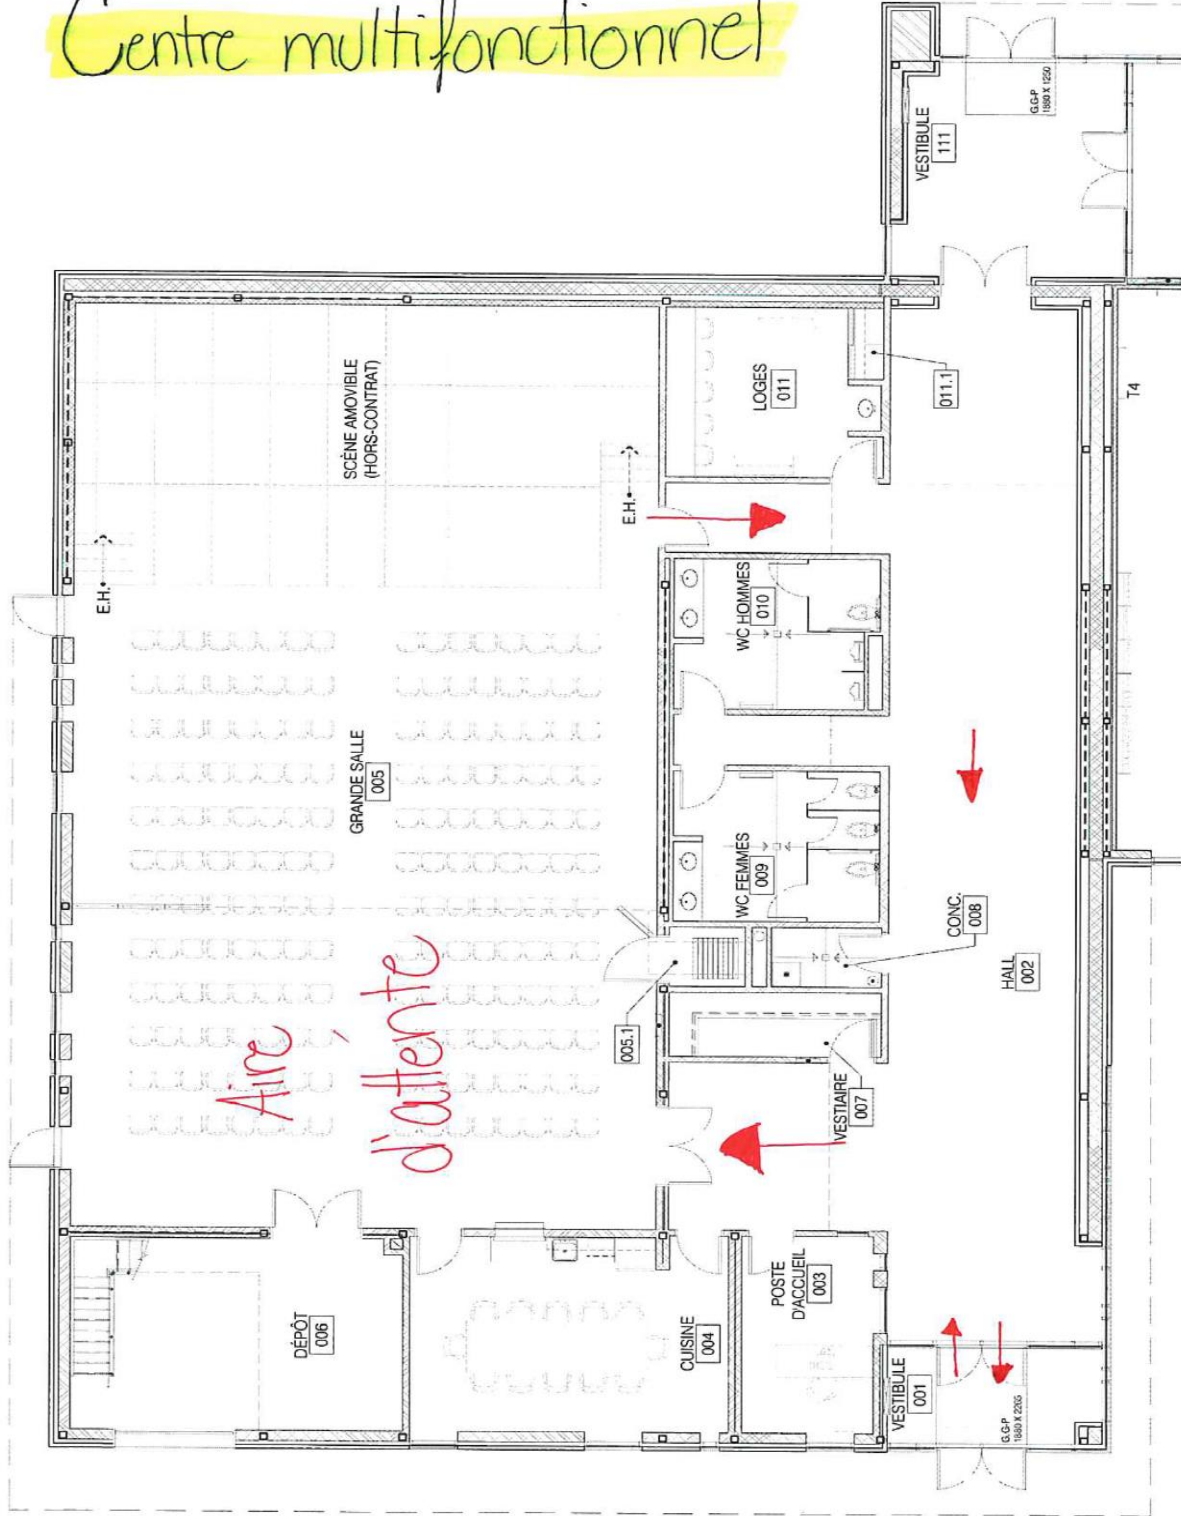 Centre multifonctionnel
VESTIBULE
111
G.G-P
1880 X 1250
SCÈNE AMOVIBLE
(HORS-CONTRAT)
E.H.
E.H.
LOGES
011
011.1
T4
WC HOMMES
010
GRANDE SALLE
005
WC FEMMES
009
CONC.
008
HALL
002
005.1
Aire
d'attente
VESTIAIRE
007
DÉPÔT
006
CUISINE
004
POSTE
D'ACCUEIL
003
VESTIBULE
001
G.G-P
1880 X 2265